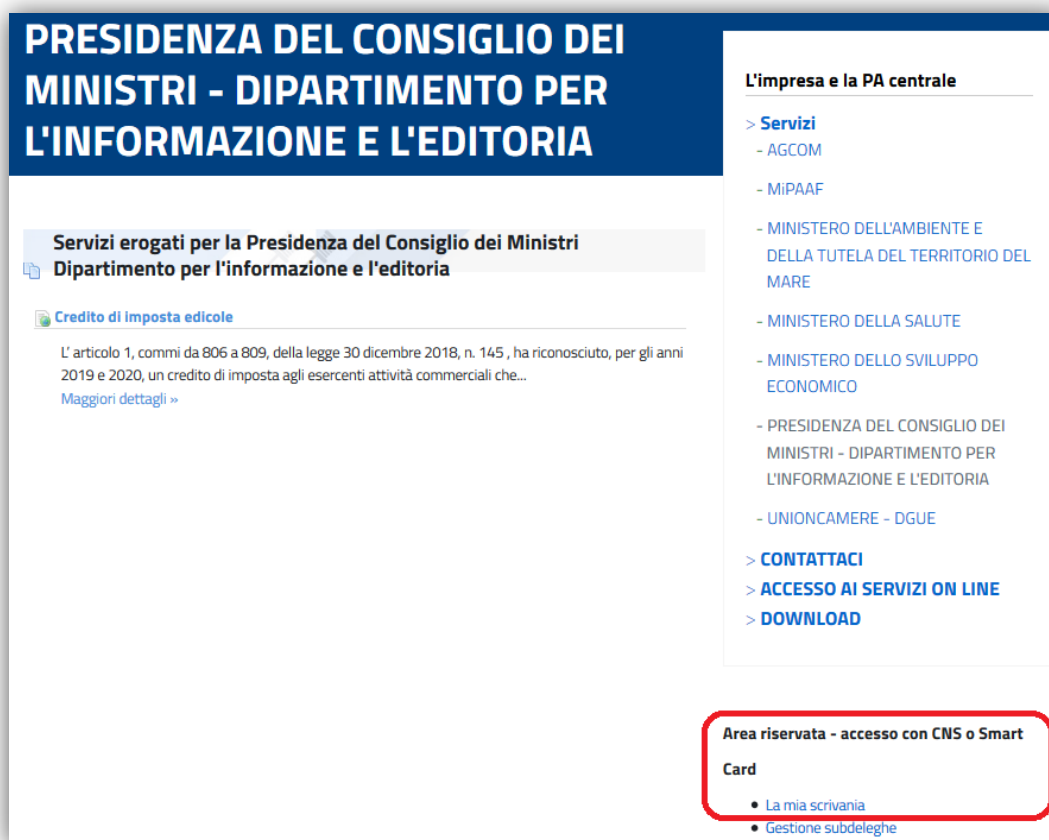 PRESIDENZA DEL CONSIGLIO DEI
MINISTRI - DIPARTIMENTO PER
L'INFORMAZIONE E L'EDITORIA
Servizi erogati per la Presidenza del Consiglio dei Ministri
Dipartimento per l'informazione e l'editoria
Credito di imposta edicole
L' articolo 1, commi da 806 a 809, della legge 30 dicembre 2018, n. 145 , ha riconosciuto, per gli anni
2019 e 2020, un credito di imposta agli esercenti attività commerciali che...
Maggiori dettagli »
L'impresa e la PA centrale
> Servizi
- AGCOM
- MiPAAF
- MINISTERO DELL'AMBIENTE E
DELLA TUTELA DEL TERRITORIO DEL
MARE
- MINISTERO DELLA SALUTE
- MINISTERO DELLO SVILUPPO
ECONOMICO
- PRESIDENZA DEL CONSIGLIO DEI
MINISTRI - DIPARTIMENTO PER
L'INFORMAZIONE E L'EDITORIA
- UNIONCAMERE - DGUE
> CONTATTACI
> ACCESSO AI SERVIZI ON LINE
> DOWNLOAD
Area riservata - accesso con CNS o Smart
Card
• La mia scrivania
• Gestione subdeleghe